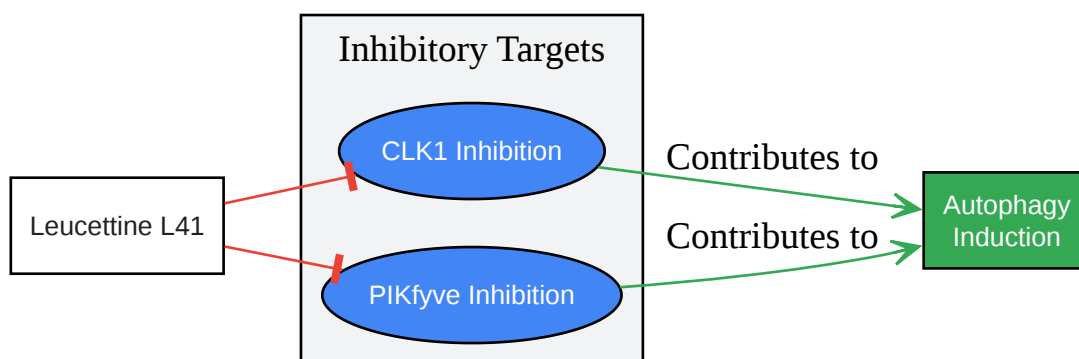 Inhibitory Targets
CLK1 Inhibition
Contributes to
Leucettine L41
Autophagy
Induction
Contributes to
PIKfyve Inhibition